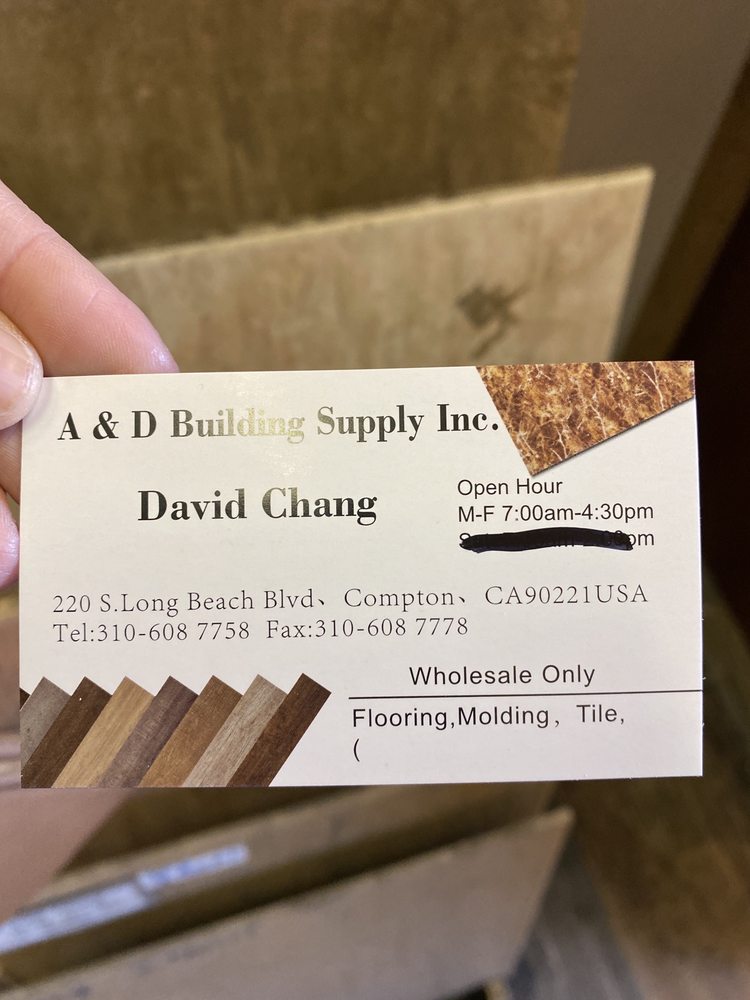 A & D Building Supply Inc.
David Chang
Open Hour
M-F 7:00am-4:30pm
220 S.Long Beach Blvd、Compton、CA90221USA
Tel:310-608 7758 Fax:310-608 7778
Wholesale Only
Flooring,Molding，Tile,
(